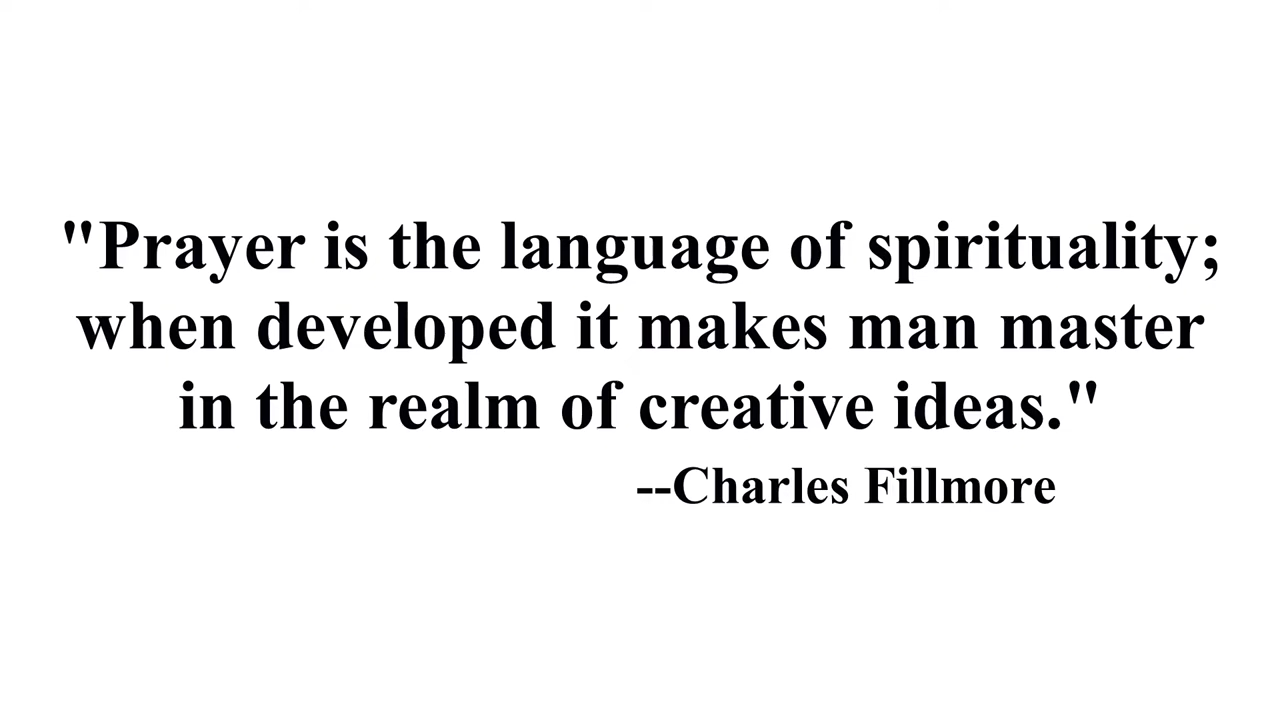 "Prayer is the language of spirituality;
when developed it makes man master
in the realm of creative ideas."
--Charles Fillmore